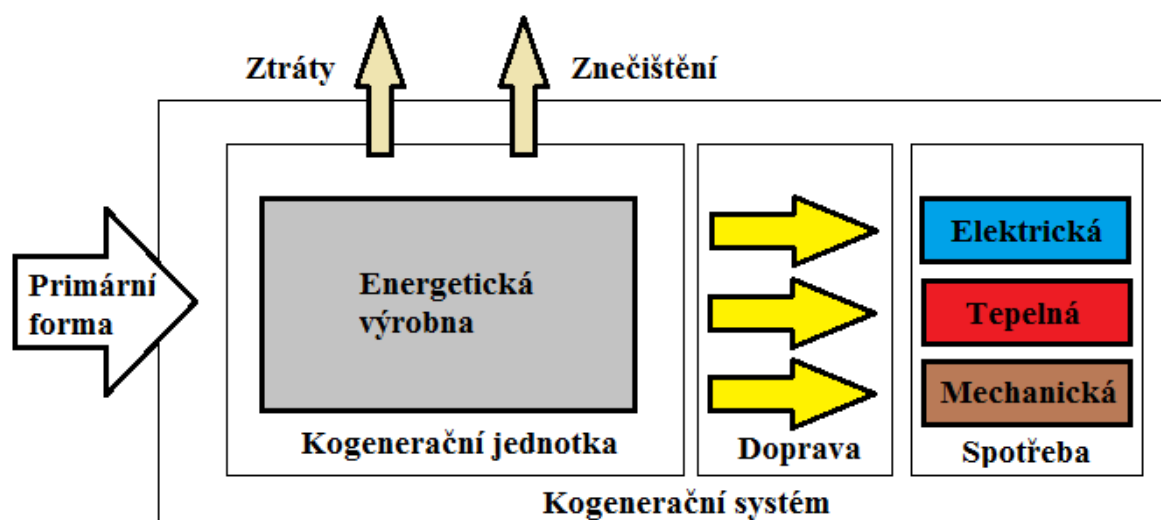 Ztráty
Znečištění
Primární
forma
Energetická
výrobna
Kogenerační jednotka
Doprava
Elektrická
Tepelná
Mechanická
Spotřeba
Kogenerační systém